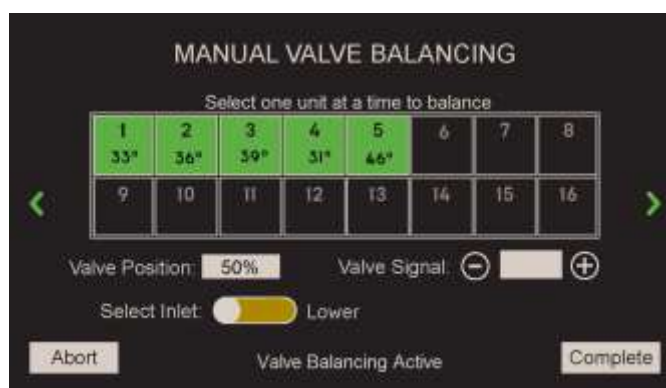 MANUAL VALVE BALANCING
Select one unit at a time to balance
1 2 3 4 5 6 7 8
33° 36° 39° 31° 46°
9 10 11 12 13 14 15 16
Valve Position: 50% Valve Signal:
Select Inlet: Lower
Abort Valve Balancing Active Complete